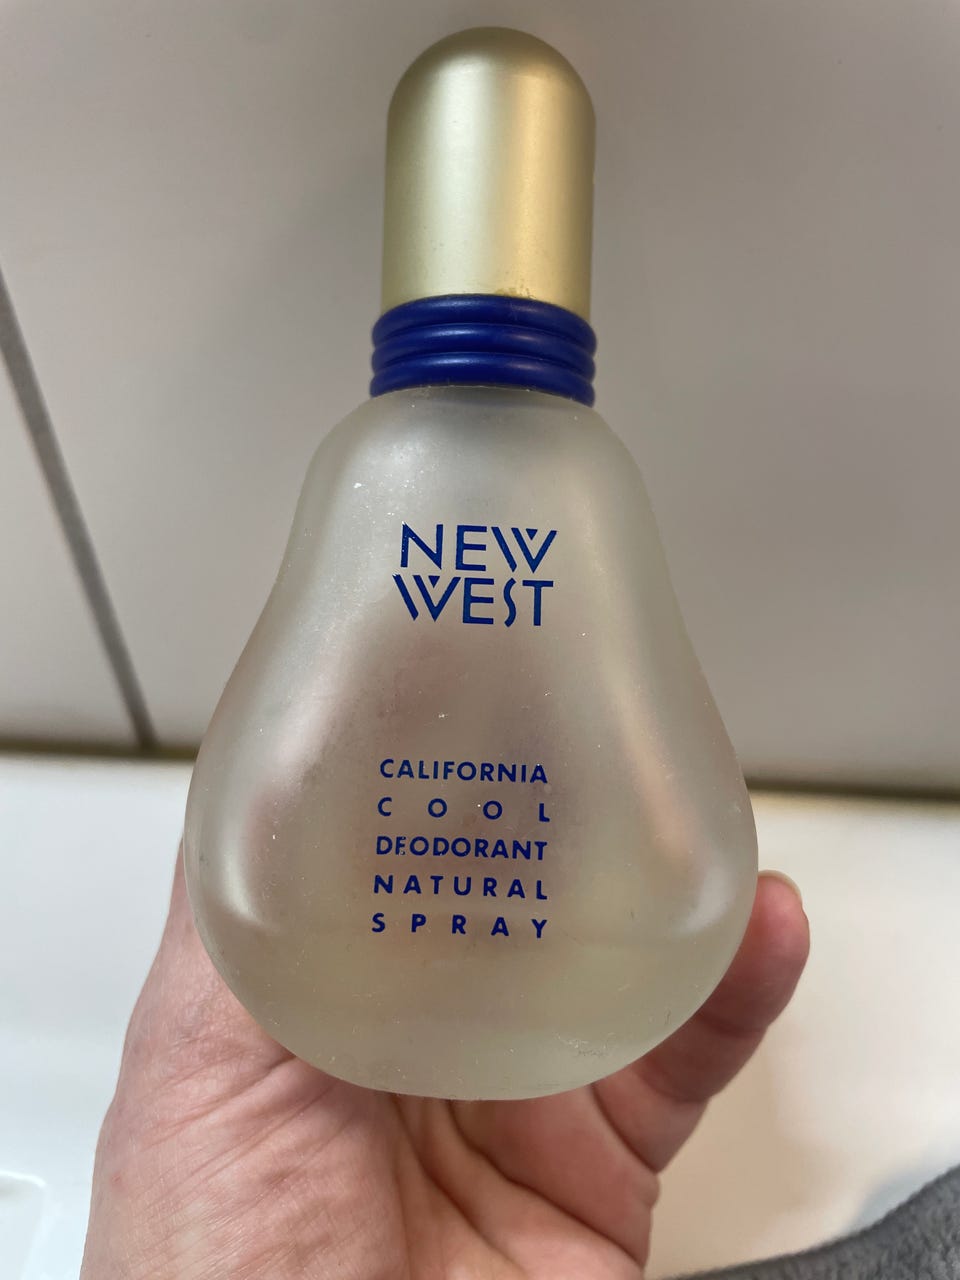 NEW
WEST
CALIFORNIA
COOL
DEODORANT
NATURAL
SPRAY